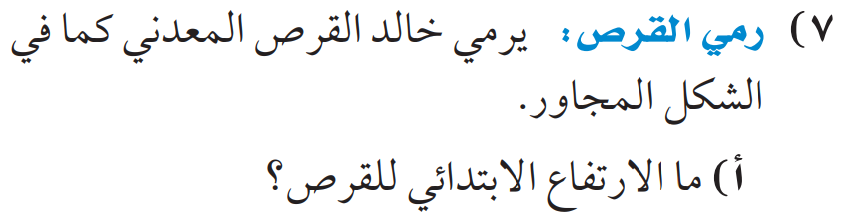 ٧) رمي القرص: يرمي خالد القرص المعدني كما في
الشكل المجاور.
أ) ما الارتفاع الابتدائي للقرص؟